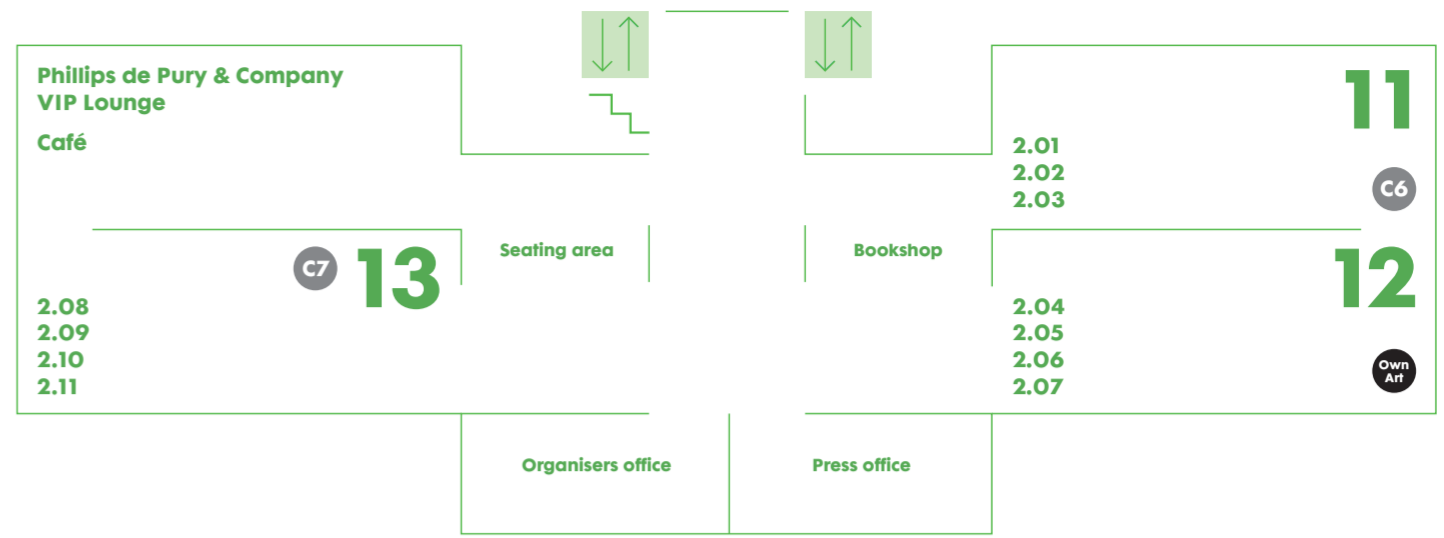 Phillips de Pury & Company
VIP Lounge
Café
11
2.01
2.02
2.03
C6
C7
13
Seating area
Bookshop
12
2.08
2.09
2.10
2.11
2.04
2.05
2.06
2.07
Own
Art
Organisers office
Press office